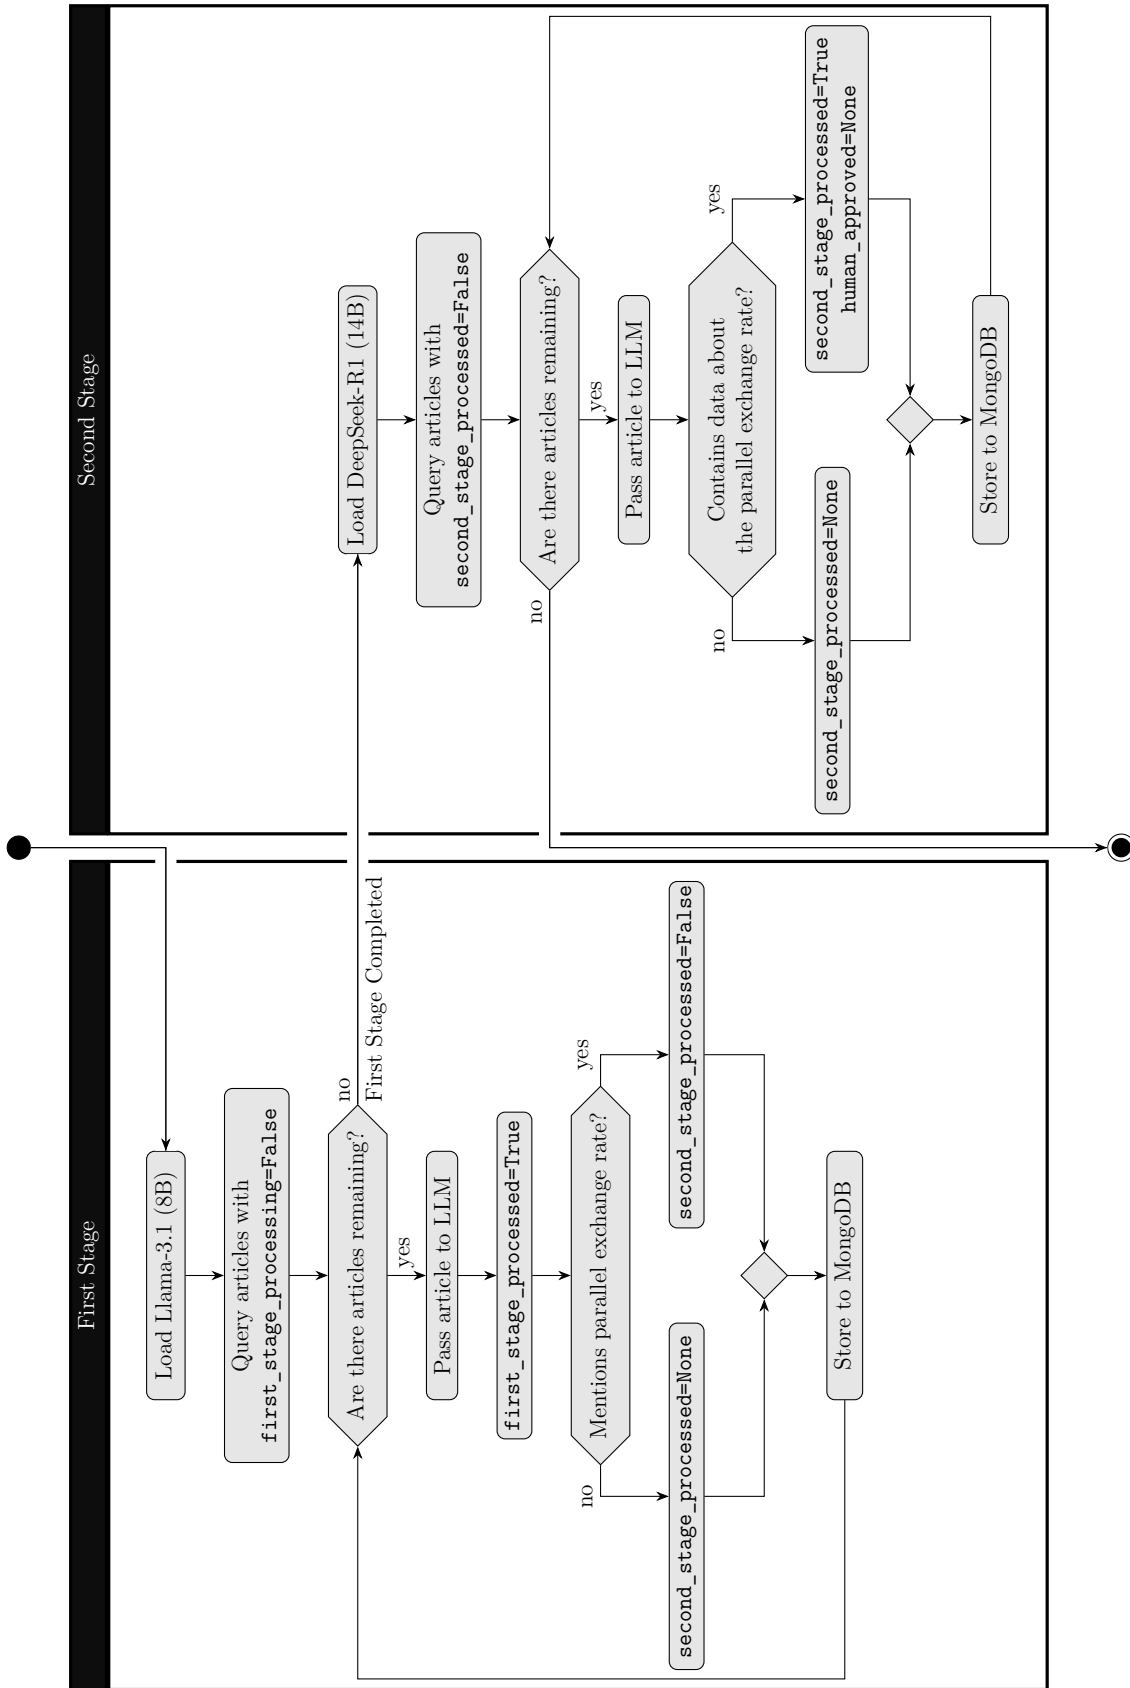 First Stage
Load Llama-3.1 (8B)
Query articles with
first_stage_processing=False
Are there articles remaining?
no
First Stage Completed
yes
Pass article to LLM
first_stage_processed=True
Mentions parallel exchange rate?
no
yes
second_stage_processed=None
second_stage_processed=False
Store to MongoDB
Second Stage
Load DeepSeek-R1 (14B)
Query articles with
second_stage_processed=False
Are there articles remaining?
no
yes
Pass article to LLM
Contains data about
the parallel exchange rate?
no
yes
second_stage_processed=None
second_stage_processed=True
human_approved=None
Store to MongoDB